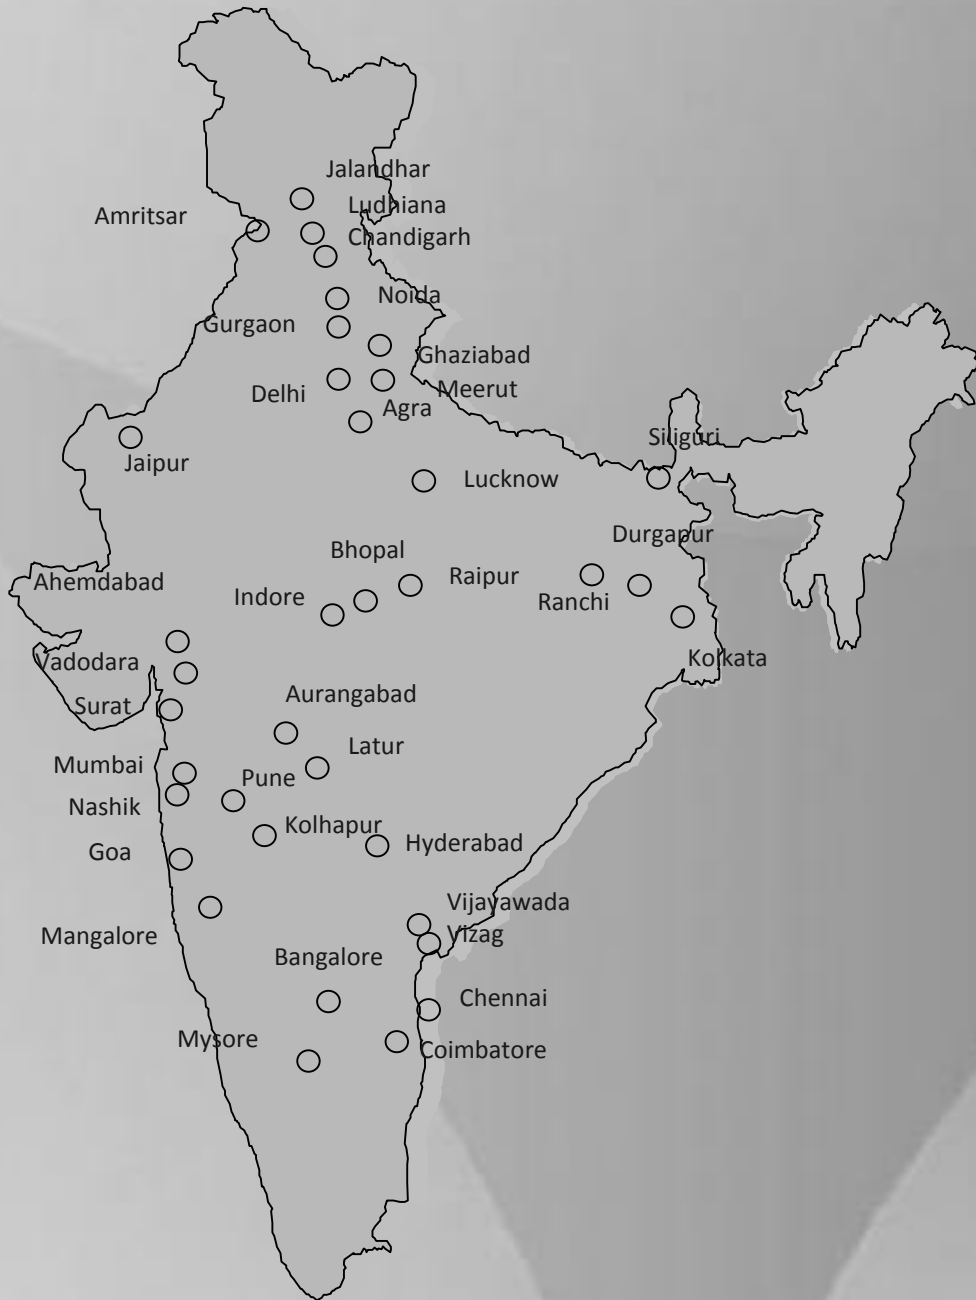 Jalandhar
Ludhiana
Amritsar
Chandigarh
Noida
Gurgaon
Ghaziabad
Delhi
Meerut
Agra
Siliguri
Jaipur
Lucknow
Durgapur
Bhopal
Raipur
Ahemdabad
Indore
Ranchi
Vadodara
Kolkata
Aurangabad
Surat
Latur
Mumbai
Pune
Nashik
Kolhapur
Hyderabad
Goa
Vijayawada
Vizag
Mangalore
Bangalore
Chennai
Mysore
Coimbatore